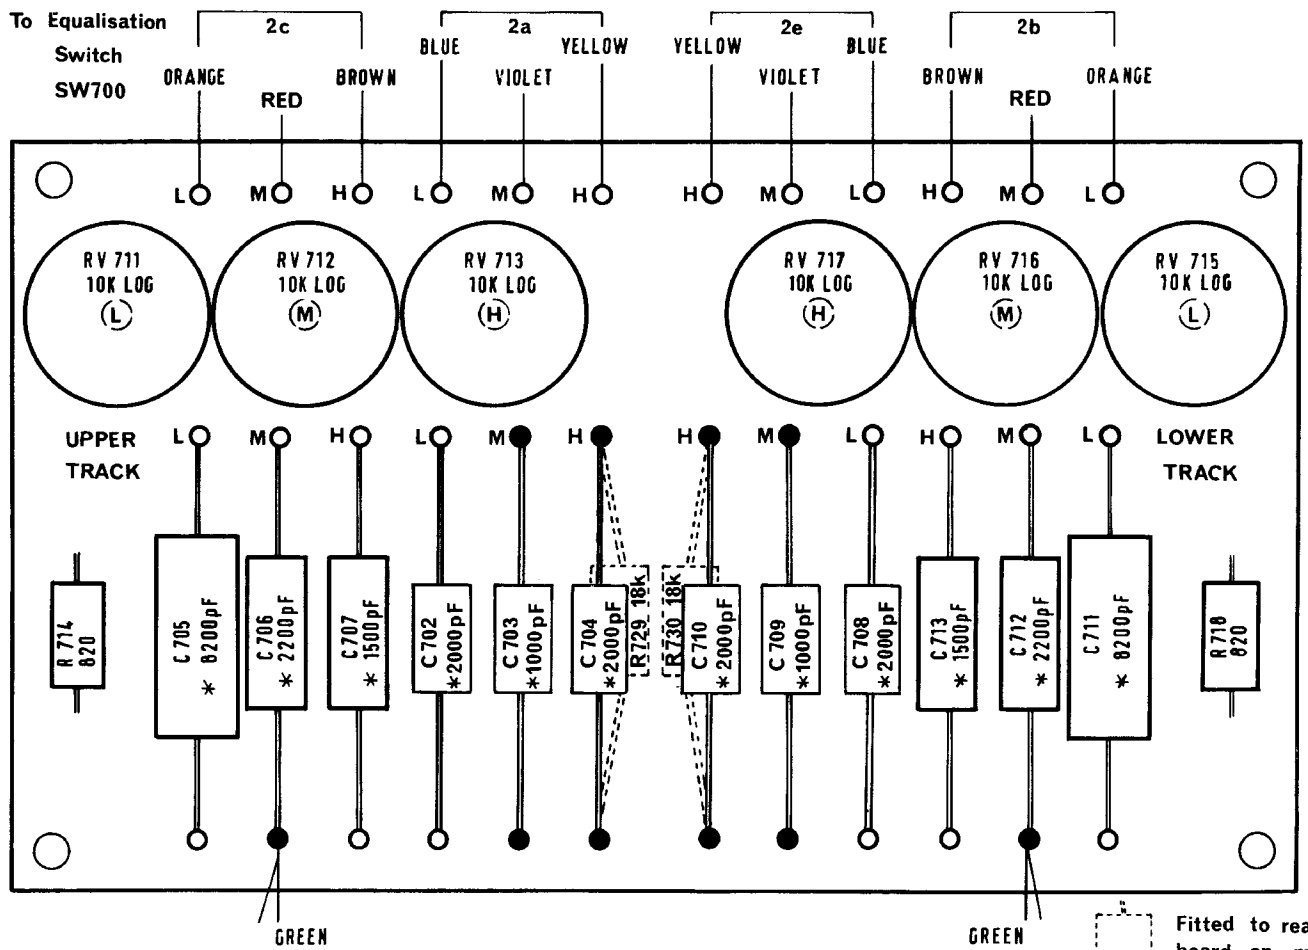 To Equalisation
Switch
SW700
2c
2a
2e
2b
ORANGE
RED
BROWN
BLUE
VIOLET
YELLOW
YELLOW
VIOLET
BLUE
BROWN
RED
ORANGE
L
M
H
L
M
H
H
M
L
H
M
L
RV 711
10K LOG
L
RV 712
10K LOG
M
RV 713
10K LOG
H
RV 717
10K LOG
H
RV 716
10K LOG
M
RV 715
10K LOG
L
UPPER
TRACK
L
M
H
L
M
H
H
M
L
H
M
L
LOWER
TRACK
R 714
820
C 705
* 8200pF
C 706
* 2200pF
C 707
* 1500pF
C 702
*2000pF
C 703
*1000pF
C 704
*2000pF
R729 18k
R730 18k
C 710
*2000pF
C 709
*1000pF
C 708
*2000pF
C 713
* 1500pF
C 712
* 2200pF
C 711
* 8200pF
R 718
820
GREEN
GREEN
Fitted to rea
board on